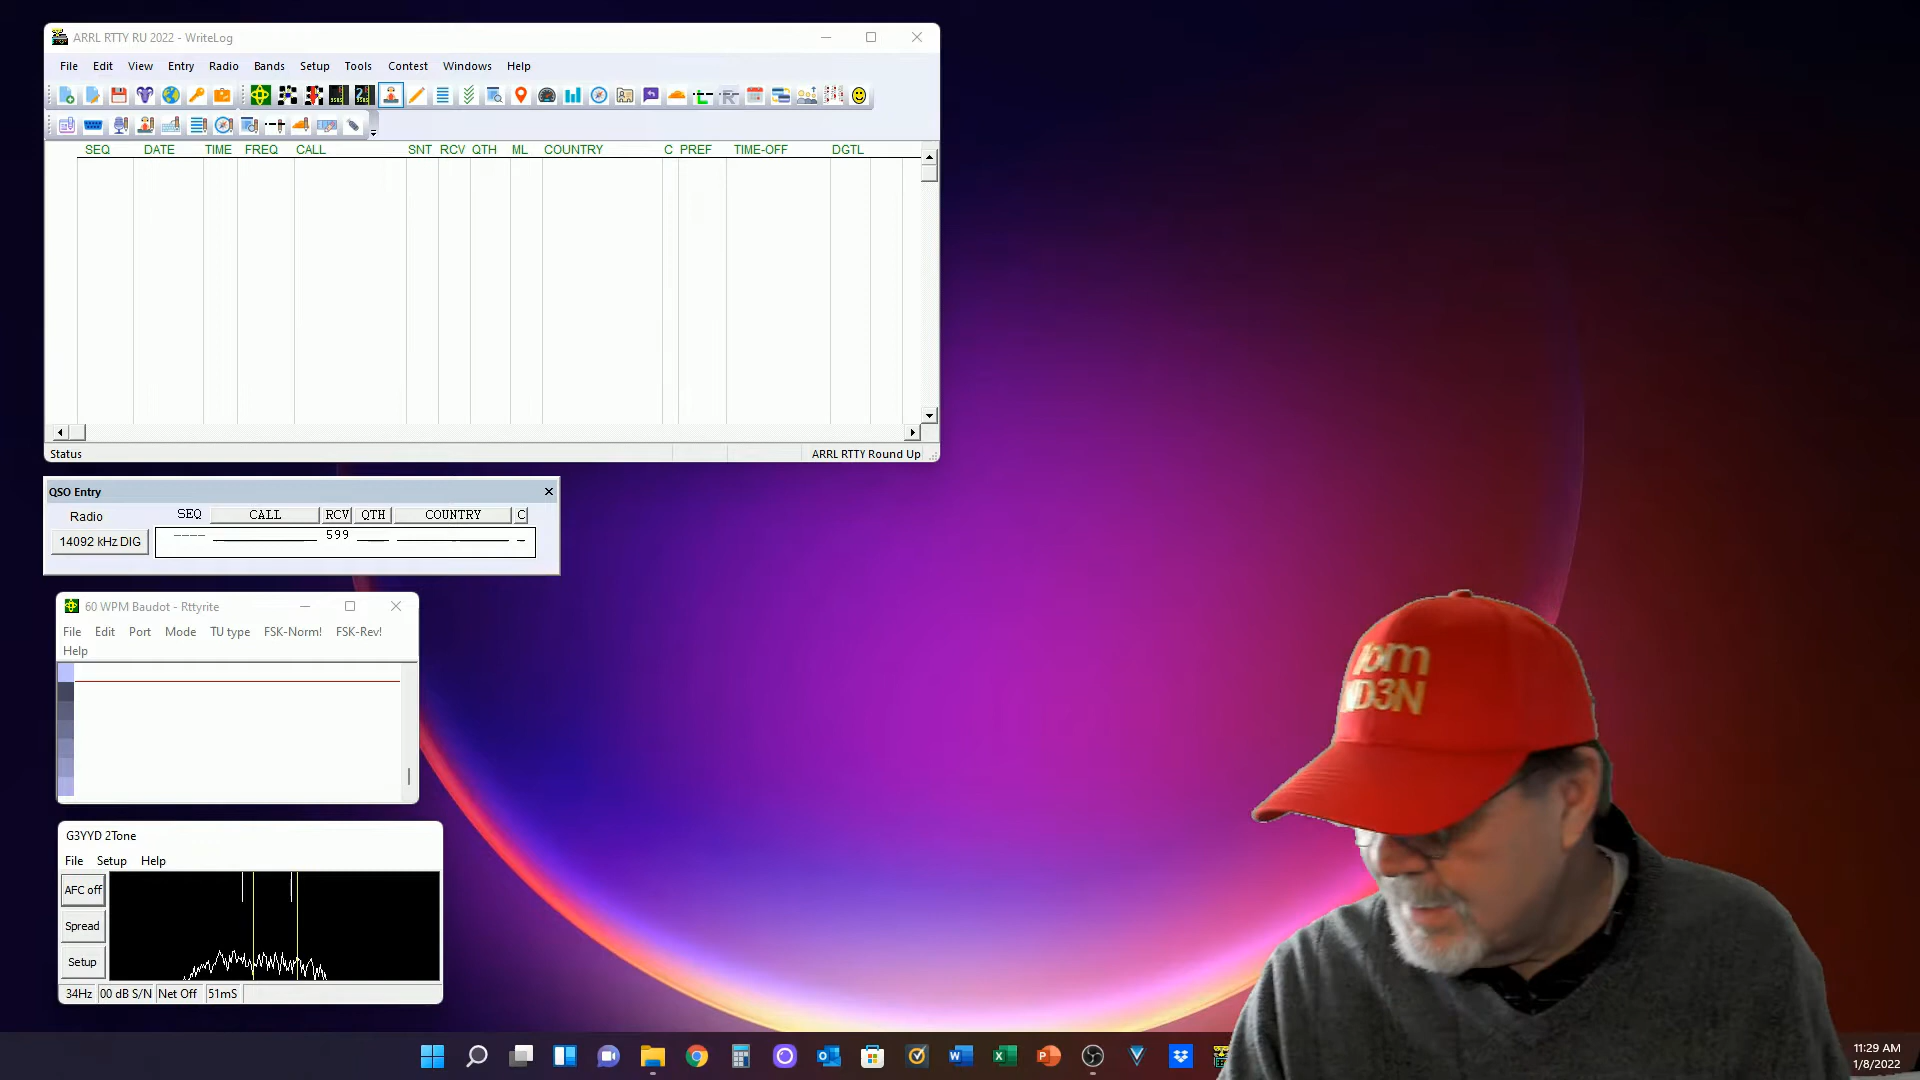 ARRL RTTY RU 2022 - WriteLog
File Edit View Entry Radio Bands Setup Tools Contest Windows Help
SEQ DATE TIME FREQ CALL SNT RCV QTH ML COUNTRY C PREF TIME-OFF DGTL
Status ARRL RTTY Round Up
QSO Entry
Radio SEQ CALL RCV QTH COUNTRY C
14092 kHz DIG ---- 599
60 WPM Baudot - Rttyrite
File Edit Port Mode TU type FSK-Norm! FSK-Rev!
Help
G3YYD 2Tone
File Setup Help
AFC off
Spread
Setup
34Hz 00 dB S/N Net Off 51mS
D3N
11:29 AM
1/8/2022